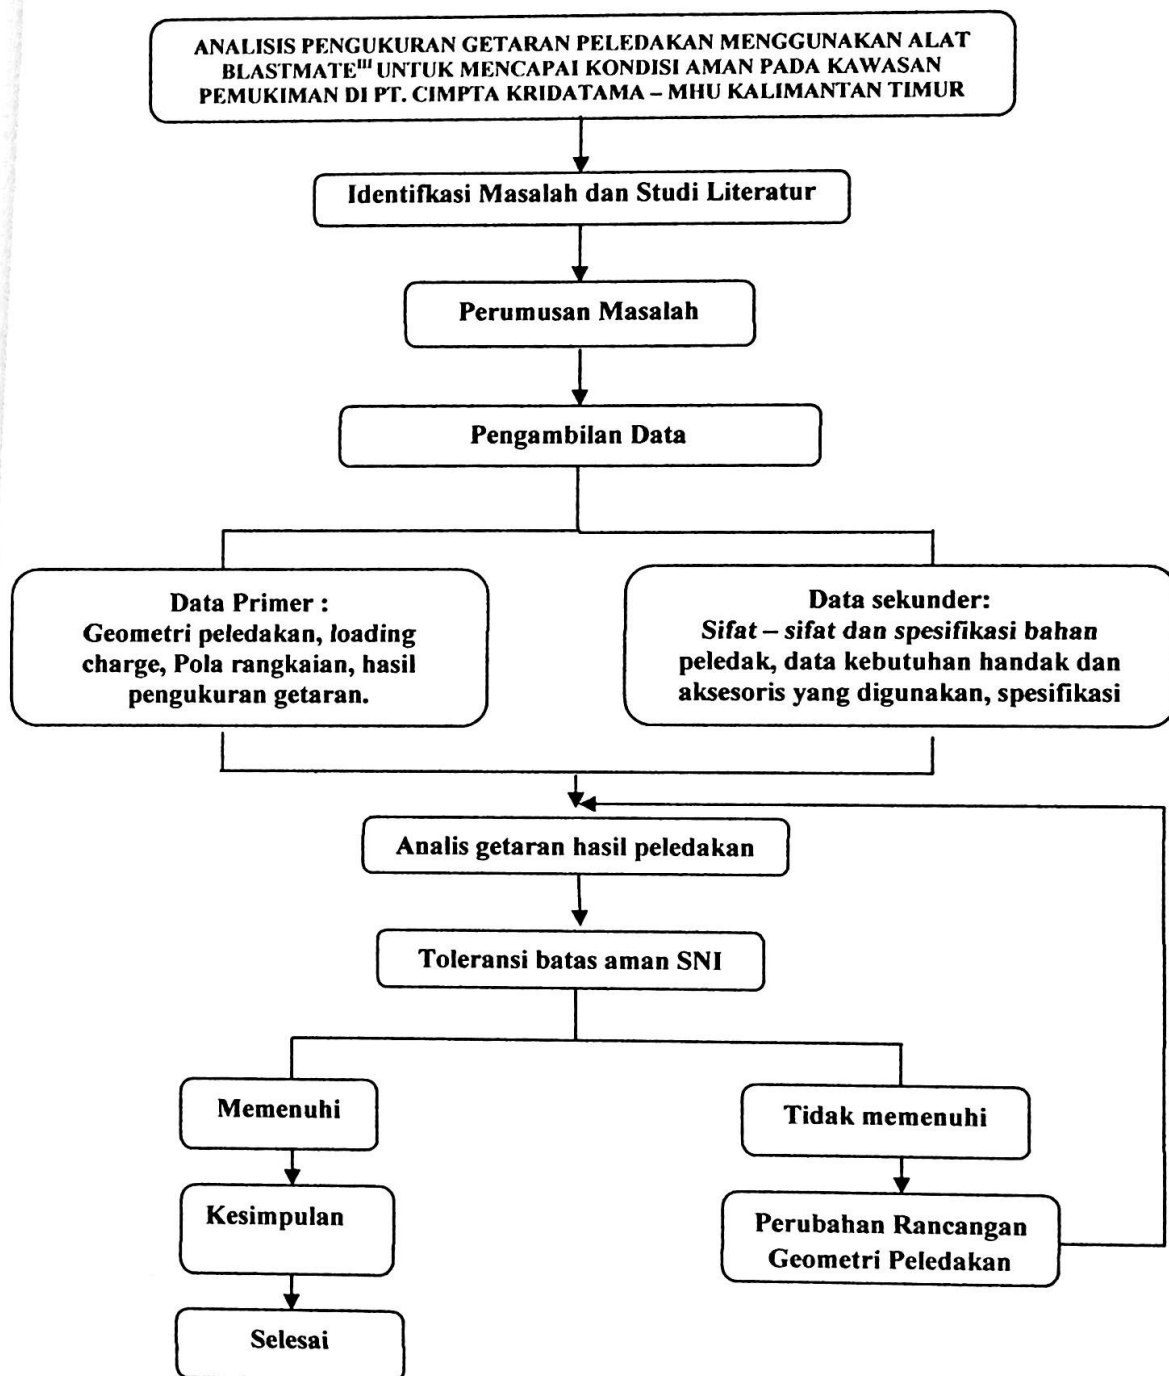 ANALISIS PENGUKURAN GETARAN PELEDAKAN MENGGUNAKAN ALAT
BLASTMATEᴵᴵᴵ UNTUK MENCAPAI KONDISI AMAN PADA KAWASAN
PEMUKIMAN DI PT. CIMPTA KRIDATAMA – MHU KALIMANTAN TIMUR
Identifkasi Masalah dan Studi Literatur
Perumusan Masalah
Pengambilan Data
Data Primer :
Geometri peledakan, loading
charge, Pola rangkaian, hasil
pengukuran getaran.
Data sekunder:
Sifat – sifat dan spesifikasi bahan
peledak, data kebutuhan handak dan
aksesoris yang digunakan, spesifikasi
Analis getaran hasil peledakan
Toleransi batas aman SNI
Memenuhi
Tidak memenuhi
Kesimpulan
Perubahan Rancangan
Geometri Peledakan
Selesai